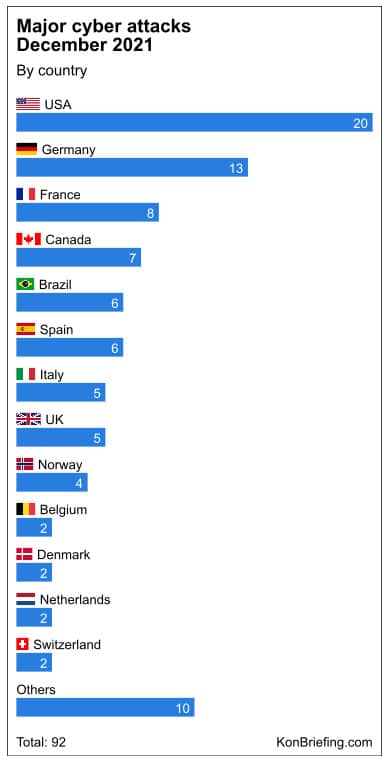 Major cyber attacks
December 2021
By country
USA
20
Germany
13
France
8
Canada
7
Brazil
6
Spain
6
Italy
5
UK
5
Norway
4
Belgium
2
Denmark
2
Netherlands
2
Switzerland
2
Others
10
Total: 92 KonBriefing.com